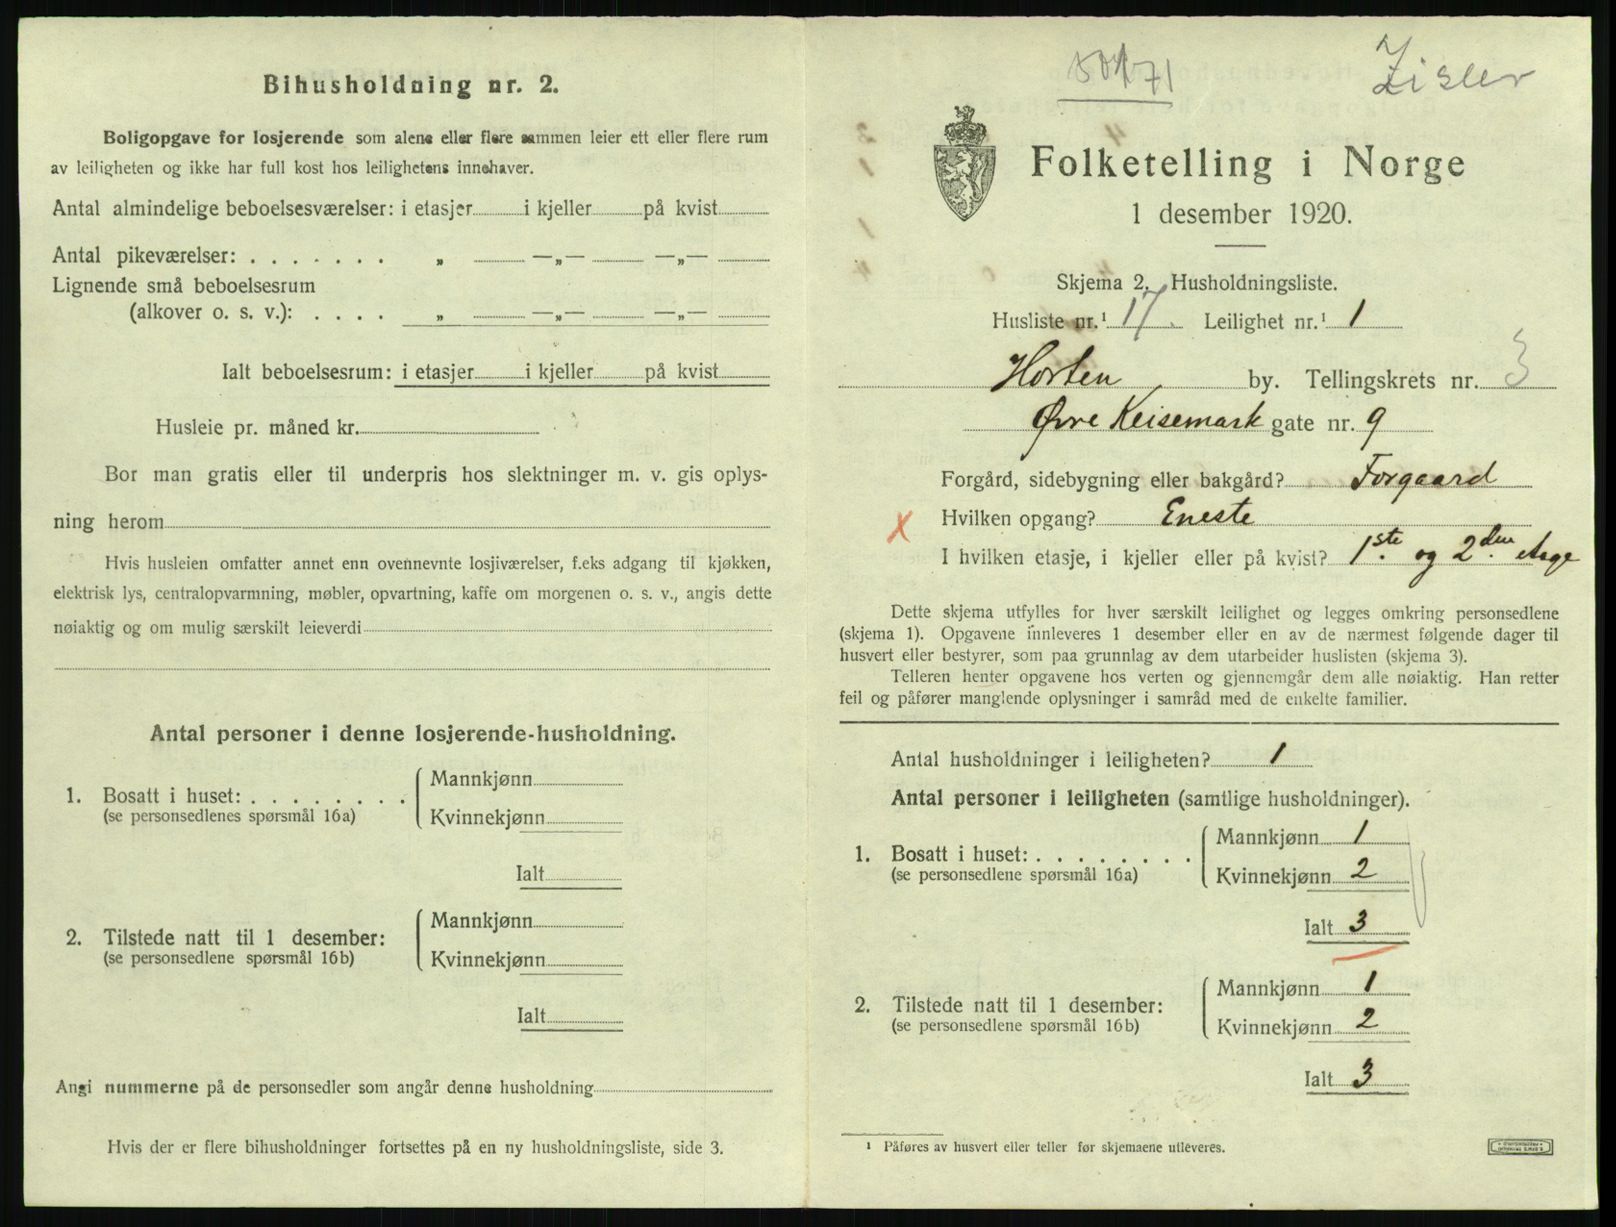 Bihusholdning nr. 2.
Boligopgave for losjerende som alene eller flere sammen leier ett eller flere rum
av leiligheten og ikke har full kost hos leilighetens innehaver.
Antal almindelige beboelsesværelser: i etasjer i kjeller på kvist
Antal pikeværelser: . . . . . . . „ —„— —„—
Lignende små beboelsesrum
(alkover o. s. v.): . . . . „ —„— —„—
Ialt beboelsesrum: i etasjer i kjeller på kvist
Husleie pr. måned kr.
Bor man gratis eller til underpris hos slektninger m. v. gis oplys-
ning herom
Hvis husleien omfatter annet enn ovennevnte losjiværelser, f.eks adgang til kjøkken,
elektrisk lys, centralopvarmning, møbler, opvartning, kaffe om morgenen o. s. v., angis dette
nøiaktig og om mulig særskilt leieverdi
Antal personer i denne losjerende-husholdning.
Mannkjønn
1. Bosatt i huset: . . . . . . . .
(se personsedlenes spørsmål 16a)
Kvinnekjønn
Ialt
Mannkjønn
2. Tilstede natt til 1 desember:
(se personsedlene spørsmål 16b)
Kvinnekjønn
Ialt
Angi nummerne på de personsedler som angår denne husholdning
Hvis der er flere bihusholdninger fortsettes på en ny husholdningsliste, side 3.
Folketelling i Norge
1 desember 1920.
Skjema 2. Husholdningsliste.
Husliste nr.¹ 17. Leilighet nr.¹ 1
Horten by. Tellingskrets nr. 3
Øvre Keisemark gate nr. 9
Forgård, sidebygning eller bakgård? Forgaard
X Hvilken opgang? Eneste
I hvilken etasje, i kjeller eller på kvist? 1ste og 2den etage
Dette skjema utfylles for hver særskilt leilighet og legges omkring personsedlene
(skjema 1). Opgavene innleveres 1 desember eller en av de nærmest følgende dager til
husvert eller bestyrer, som paa grunnlag av dem utarbeider huslisten (skjema 3).
Telleren henter opgavene hos verten og gjennemgår dem alle nøiaktig. Han retter
feil og påfører manglende oplysninger i samråd med de enkelte familier.
Antal husholdninger i leiligheten? 1
Antal personer i leiligheten (samtlige husholdninger).
Mannkjønn 1
1. Bosatt i huset: . . . . . . . .
(se personsedlene spørsmål 16a)
Kvinnekjønn 2
Ialt 3
Mannkjønn 1
2. Tilstede natt til 1 desember:
(se personsedlene spørsmål 16b)
Kvinnekjønn 2
Ialt 3
¹ Påføres av husvert eller teller før skjemaene utleveres.